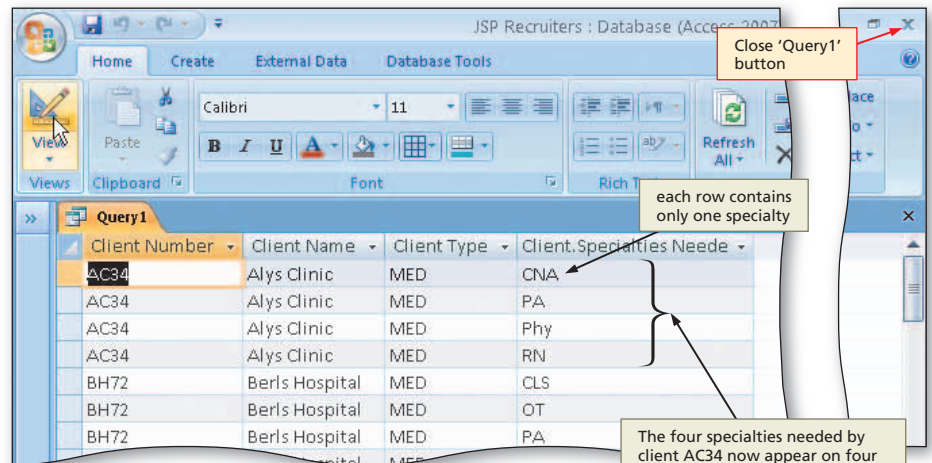 JSP Recruiters : Database (Access 2007
Close 'Query1'
button
Home Create External Data Database Tools
Calibri 11
View Paste B I U A Refresh
All
Views Clipboard Font Rich
each row contains
only one specialty
Query1
Client Number Client Name Client Type Client.Specialties Neede
AC34 Alys Clinic MED CNA
AC34 Alys Clinic MED PA
AC34 Alys Clinic MED Phy
AC34 Alys Clinic MED RN
BH72 Berls Hospital MED CLS
BH72 Berls Hospital MED OT
BH72 Berls Hospital MED PA
The four specialties needed by
client AC34 now appear on four